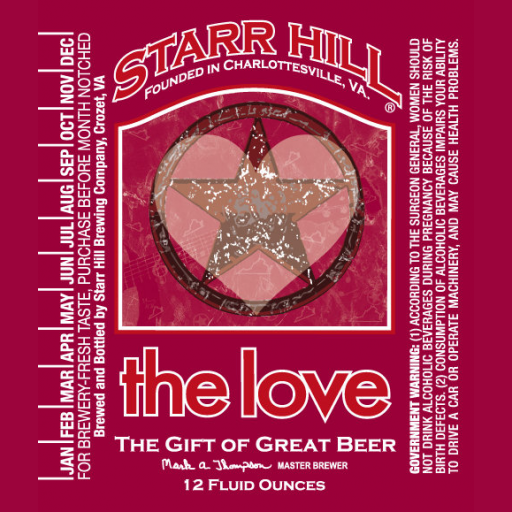 JAN FEB MAR APR MAY JUN JUL AUG SEP OCT NOV DEC
FOR BREWERY-FRESH TASTE, PURCHASE BEFORE MONTH NOTCHED
Brewed and Bottled by Starr Hill Brewing Company, Crozet, VA
STARR HILL
FOUNDED IN CHARLOTTESVILLE, VA.
®
the love
THE GIFT OF GREAT BEER
Mark A. Thompson MASTER BREWER
12 FLUID OUNCES
GOVERNMENT WARNING: (1) ACCORDING TO THE SURGEON GENERAL, WOMEN SHOULD
NOT DRINK ALCOHOLIC BEVERAGES DURING PREGNANCY BECAUSE OF THE RISK OF
BIRTH DEFECTS. (2) CONSUMPTION OF ALCOHOLIC BEVERAGES IMPAIRS YOUR ABILITY
TO DRIVE A CAR OR OPERATE MACHINERY, AND MAY CAUSE HEALTH PROBLEMS.